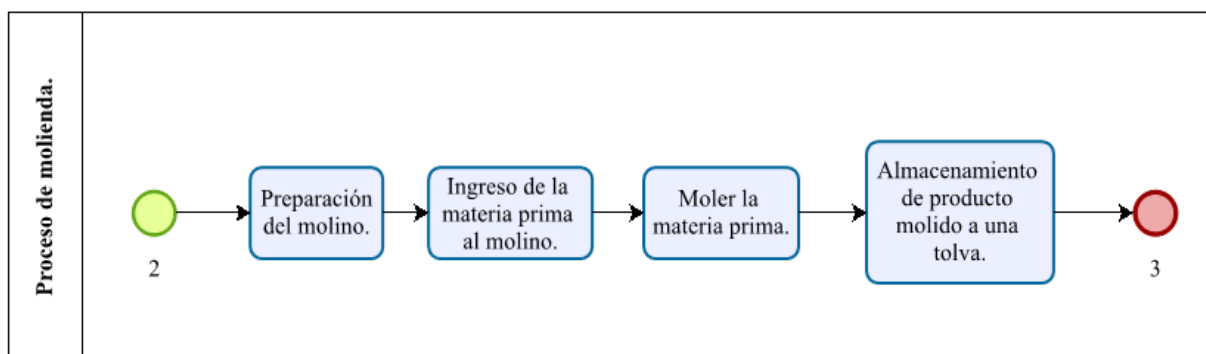 Proceso de molienda.
2
Preparación
del molino.
Ingreso de la
materia prima
al molino.
Moler la
materia prima.
Almacenamiento
de producto
molido a una
tolva.
3